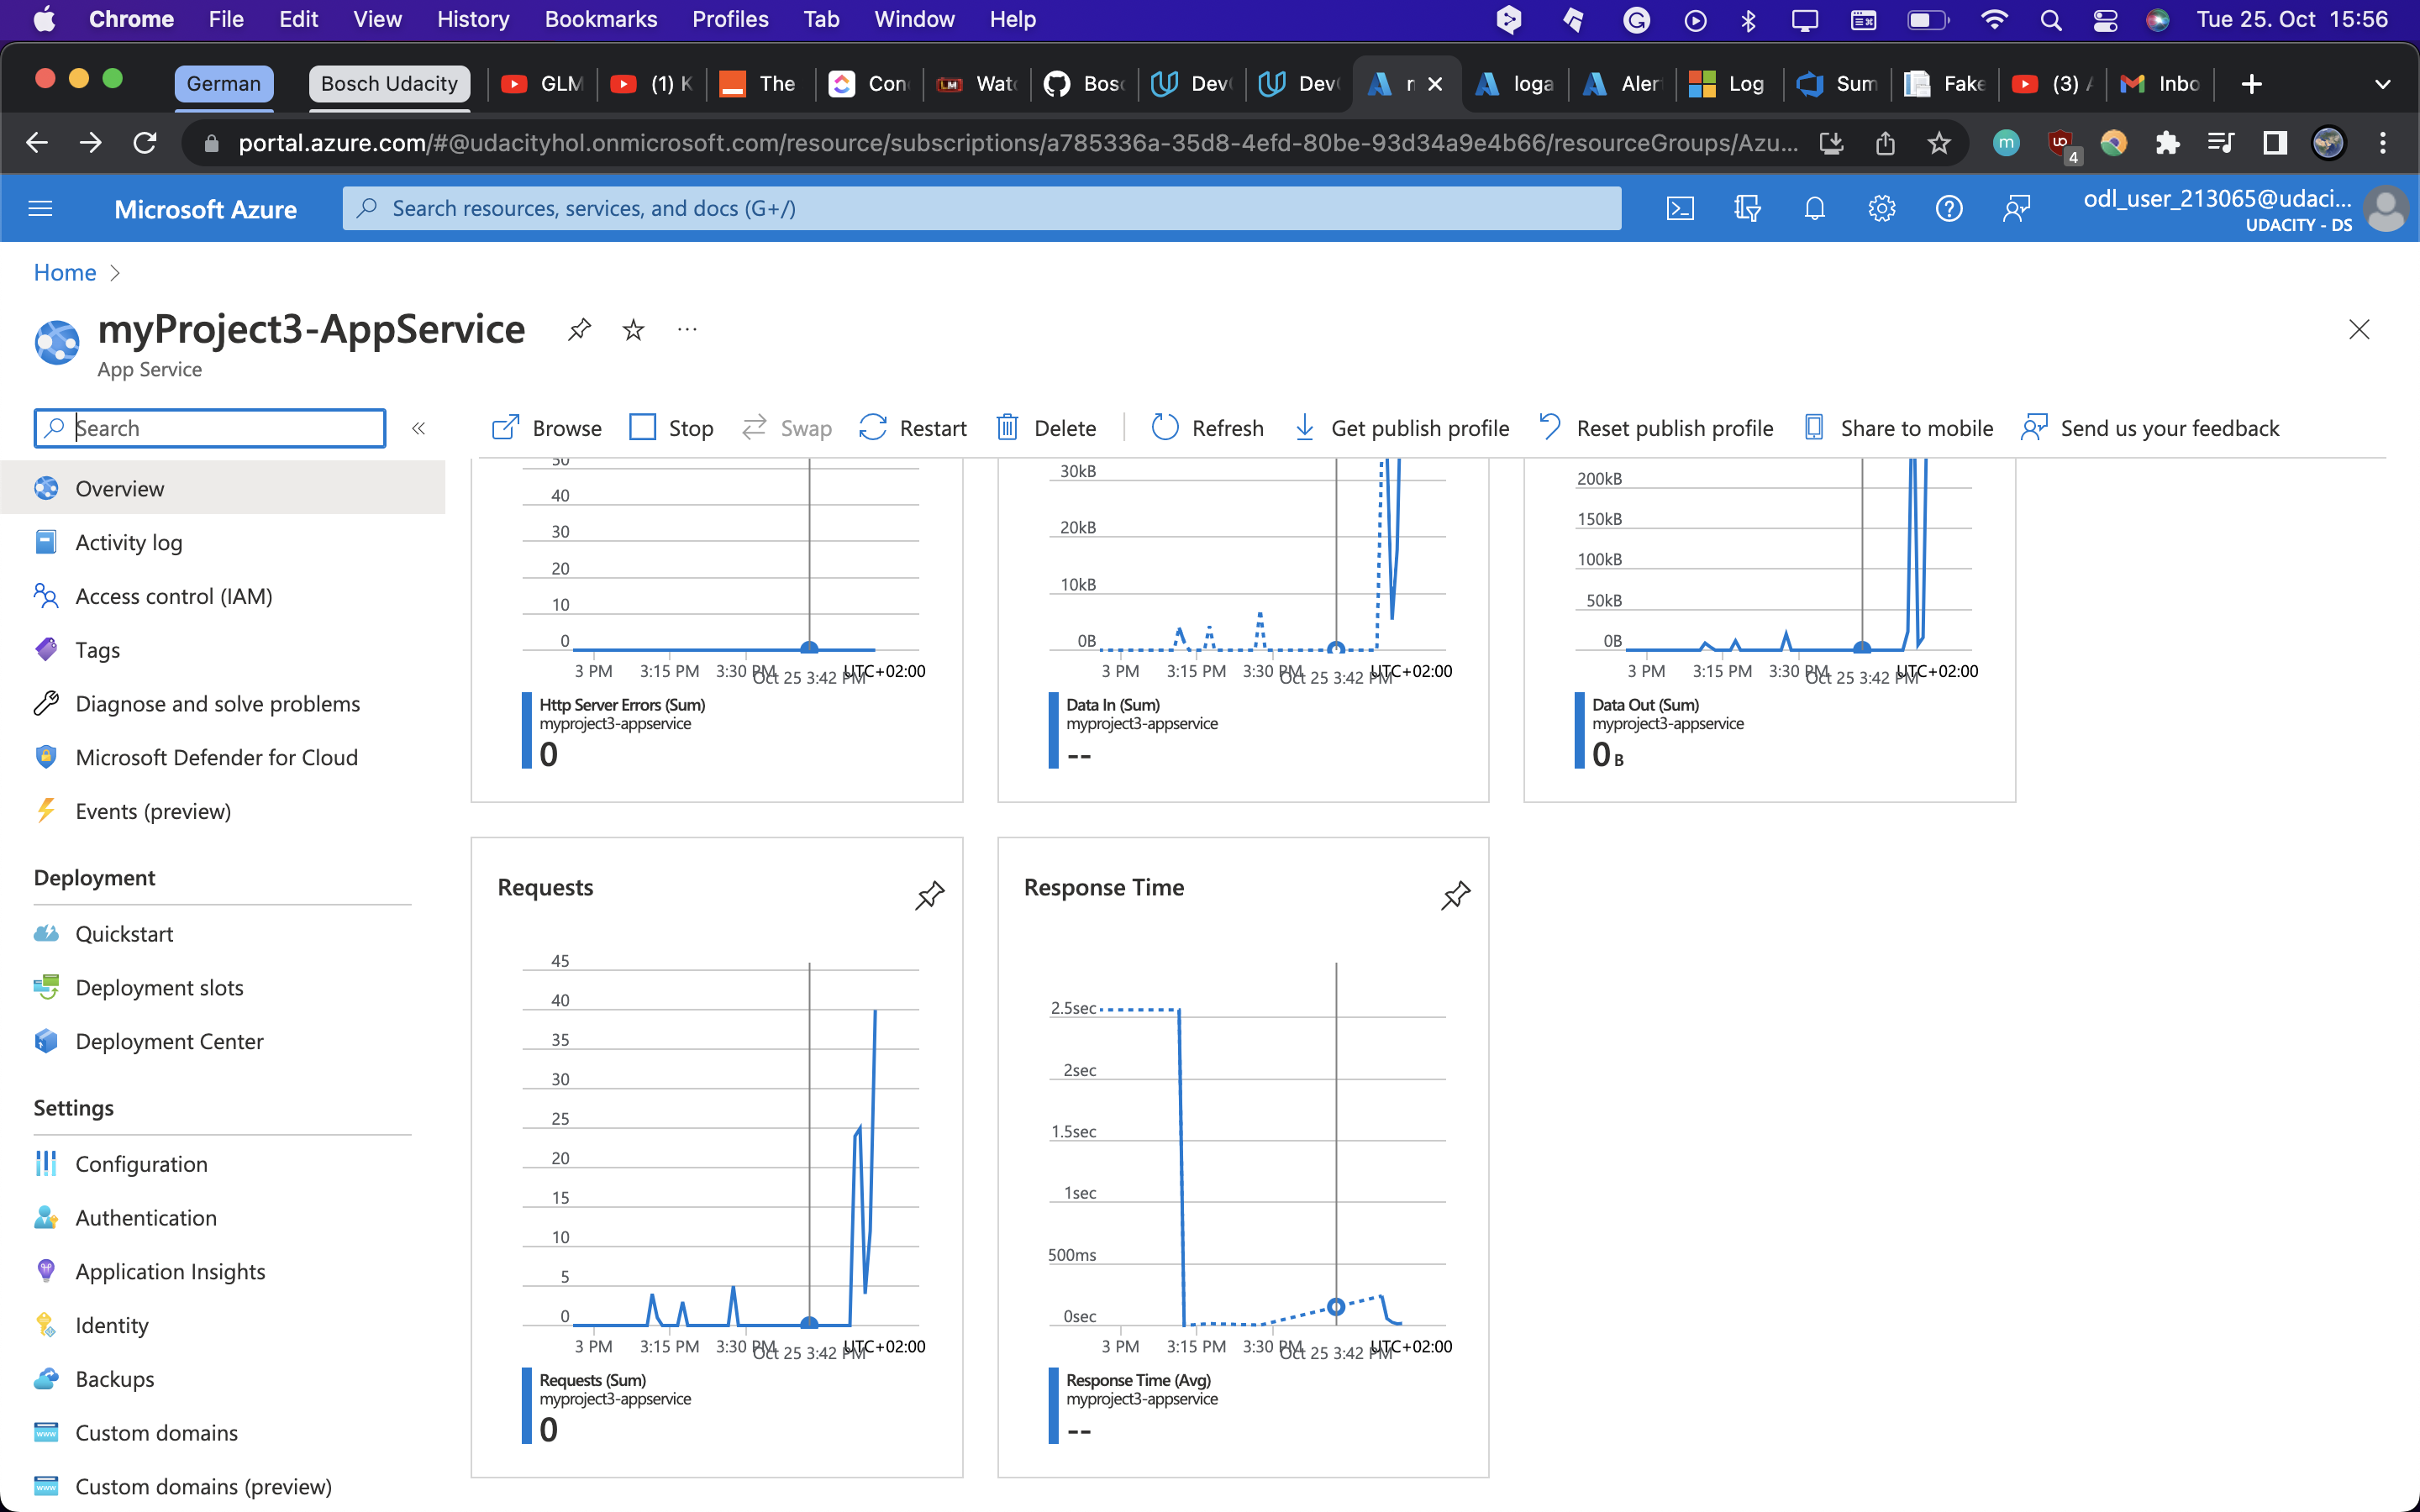 Chrome File Edit View History Bookmarks Profiles Tab Window Help Tue 25. Oct 15:56
German Bosch Udacity GLM (1) K The Con Wat Bos Dev Dev loga Aler Log Sum Fake (3) Inbo
portal.azure.com/#@udacityhol.onmicrosoft.com/resource/subscriptions/a785336a-35d8-4efd-80be-93d34a9e4b66/resourceGroups/Azu... m 4
Microsoft Azure Search resources, services, and docs (G+/) odl_user_213065@udaci...
UDACITY - DS
Home >
myProject3-AppService ...
App Service
Search « Browse Stop Swap Restart Delete Refresh Get publish profile Reset publish profile Share to mobile Send us your feedback
Overview
Activity log
Access control (IAM)
Tags
Diagnose and solve problems
Microsoft Defender for Cloud
Events (preview)
Deployment
Quickstart
Deployment slots
Deployment Center
Settings
Configuration
Authentication
Application Insights
Identity
Backups
Custom domains
Custom domains (preview)
50
40
30
20
10
0
3 PM 3:15 PM 3:30 PM Oct 25 3:42 PM UTC+02:00
Http Server Errors (Sum)
myproject3-appservice
0
30kB
20kB
10kB
0B
3 PM 3:15 PM 3:30 PM Oct 25 3:42 PM UTC+02:00
Data In (Sum)
myproject3-appservice
--
200kB
150kB
100kB
50kB
0B
3 PM 3:15 PM 3:30 PM Oct 25 3:42 PM UTC+02:00
Data Out (Sum)
myproject3-appservice
0 B
Requests
45
40
35
30
25
20
15
10
5
0
3 PM 3:15 PM 3:30 PM Oct 25 3:42 PM UTC+02:00
Requests (Sum)
myproject3-appservice
0
Response Time
2.5sec
2sec
1.5sec
1sec
500ms
0sec
3 PM 3:15 PM 3:30 PM Oct 25 3:42 PM UTC+02:00
Response Time (Avg)
myproject3-appservice
--